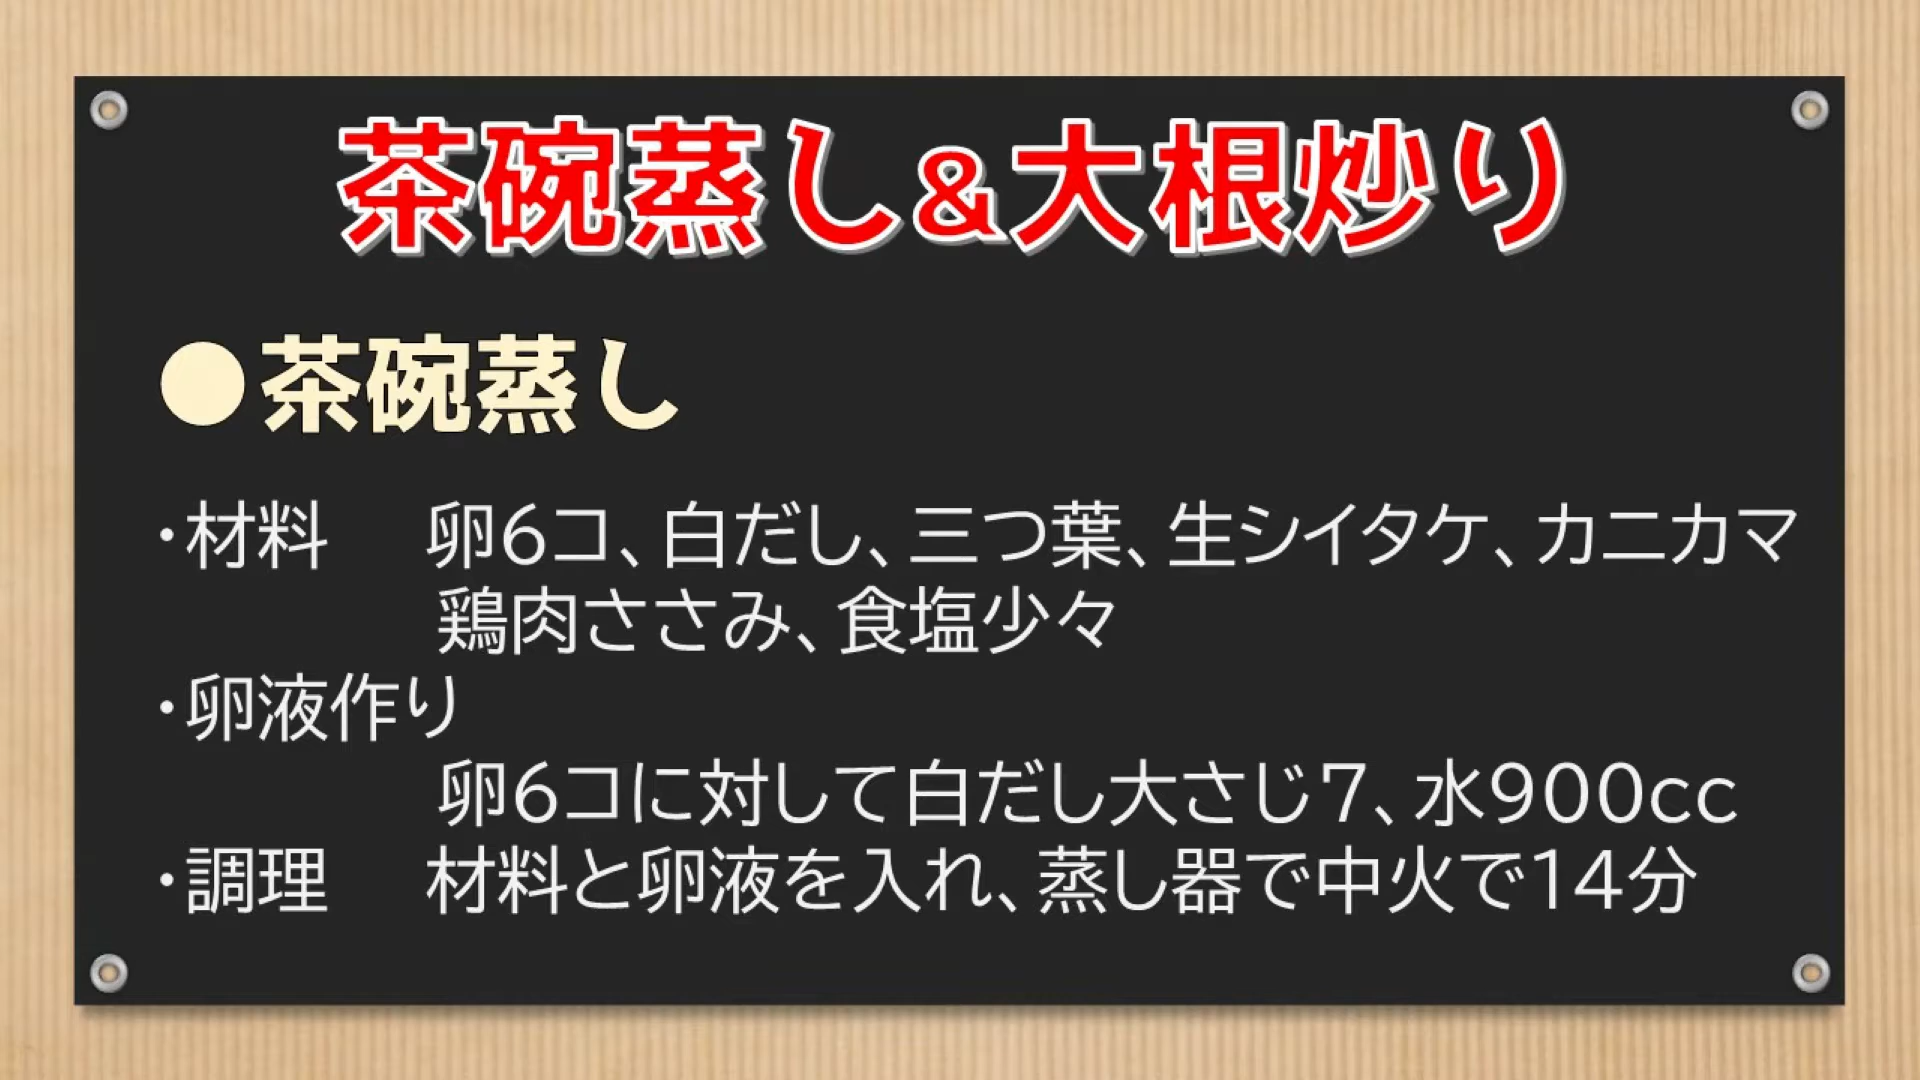 茶碗蒸し&大根炒り
●茶碗蒸し
・材料　卵6コ、白だし、三つ葉、生シイタケ、カニカマ
鶏肉ささみ、食塩少々
・卵液作り
卵6コに対して白だし大さじ7、水900cc
・調理　材料と卵液を入れ、蒸し器で中火で14分